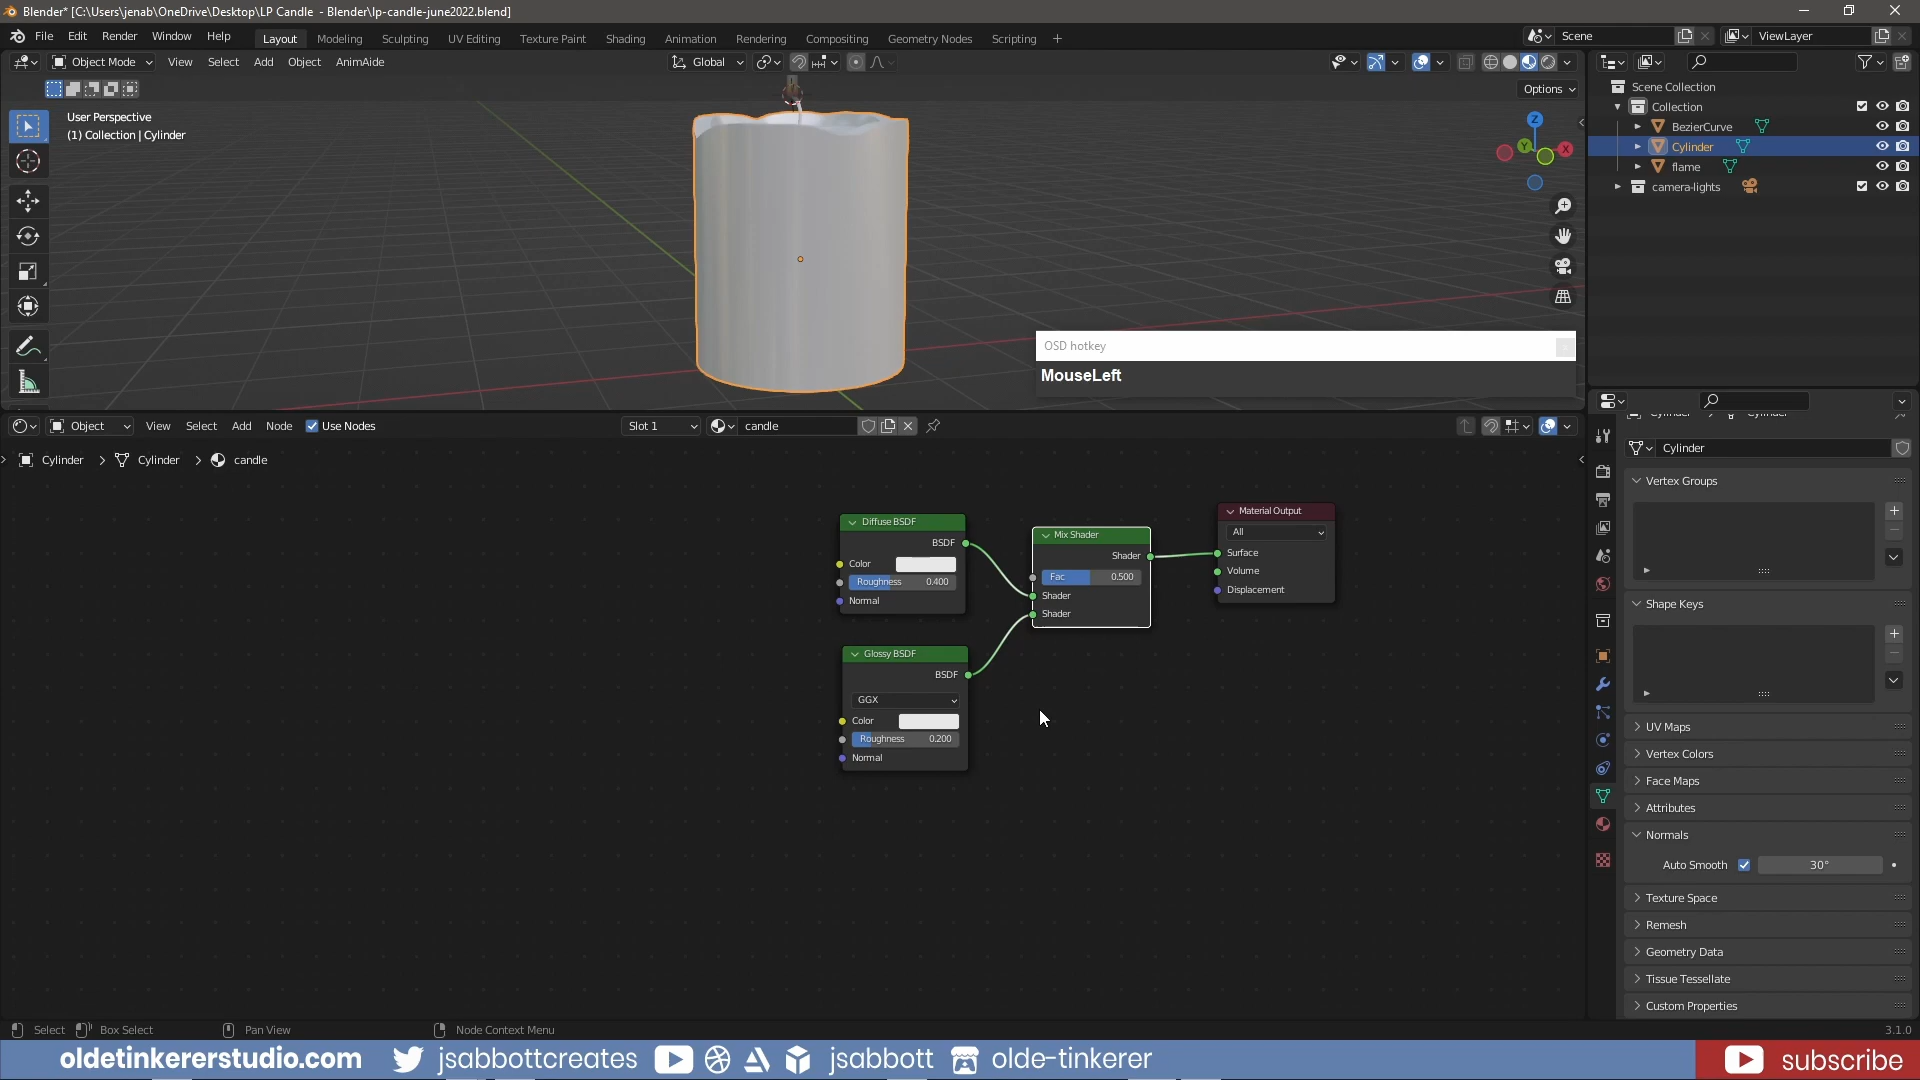 Blender* [C:\Users\jenab\OneDrive\Desktop\LP Candle - Blender\lp-candle-june2022.blend]
File Edit Render Window Help Layout Modeling Sculpting UV Editing Texture Paint Shading Animation Rendering Compositing Geometry Nodes Scripting + Scene ViewLayer
Object Mode View Select Add Object AnimAide Global
Options
User Perspective
(1) Collection | Cylinder
Z
Y
X
Scene Collection
Collection
BezierCurve
Cylinder
flame
camera-lights
OSD hotkey
MouseLeft
Object View Select Add Node Use Nodes Slot 1 candle
Cylinder > Cylinder > candle
Diffuse BSDF
BSDF
Color
Roughness 0.400
Normal
Glossy BSDF
BSDF
GGX
Color
Roughness 0.200
Normal
Mix Shader
Shader
Fac 0.500
Shader
Shader
Material Output
All
Surface
Volume
Displacement
Cylinder Cylinder
Cylinder
Vertex Groups
Shape Keys
UV Maps
Vertex Colors
Face Maps
Attributes
Normals
Auto Smooth 30°
Texture Space
Remesh
Geometry Data
Tissue Tessellate
Custom Properties
Select Box Select Pan View Node Context Menu 3.1.0
oldetinkererstudio.com jsabbottcreates jsabbott olde-tinkerer subscribe